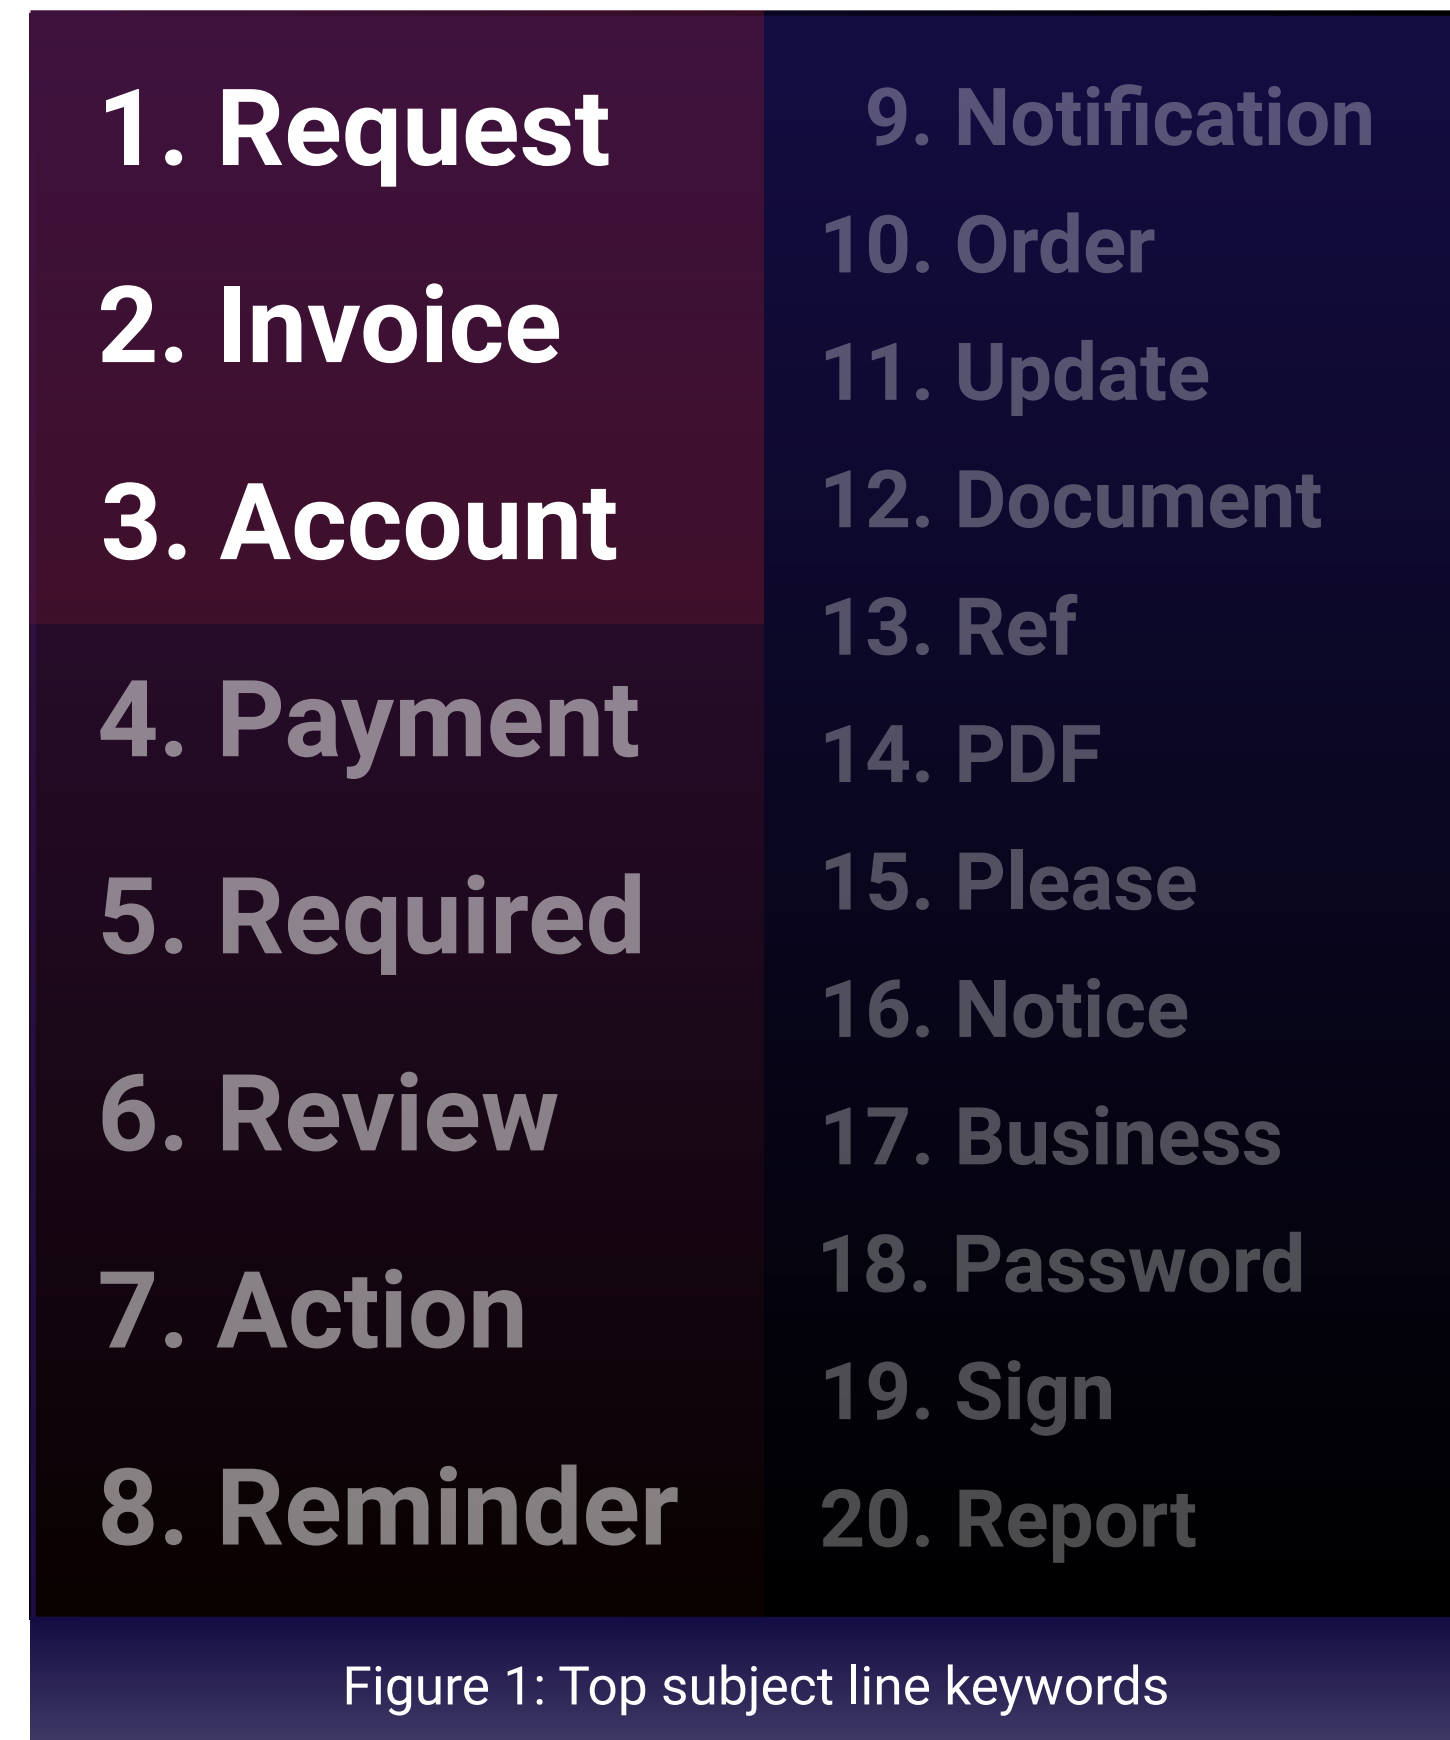 1. Request
2. Invoice
3. Account
4. Payment
5. Required
6. Review
7. Action
8. Reminder
9. Notification
10. Order
11. Update
12. Document
13. Ref
14. PDF
15. Please
16. Notice
17. Business
18. Password
19. Sign
20. Report
Figure 1: Top subject line keywords